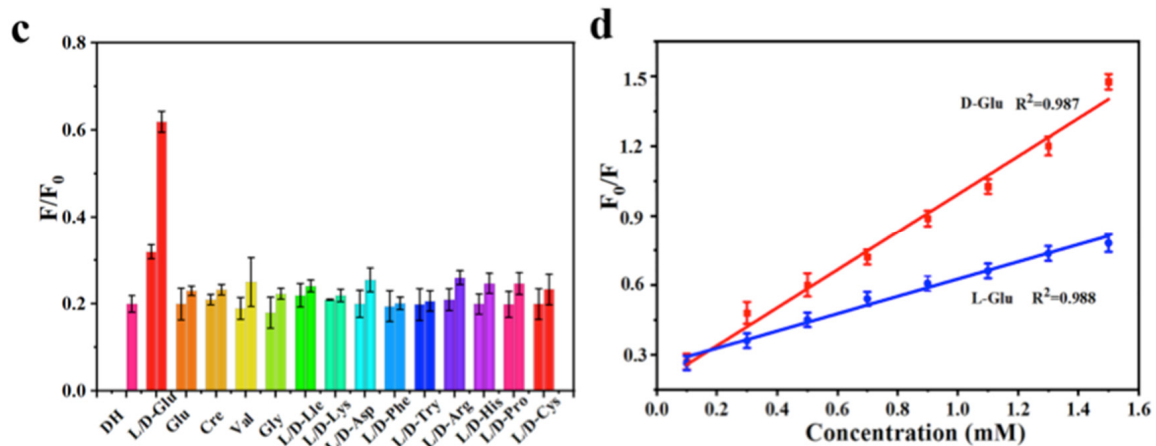 c
0.8
0.6
0.4
0.2
0.0
F/F0
DH
L/D-Glu
Glu
Cre
Val
Gly
L/D-Lle
L/D-Lys
L/D-Asp
L/D-Phe
L/D-Try
L/D-Arg
L/D-His
L/D-Pro
L/D-Cys
d
1.5
1.2
0.9
0.6
0.3
F0/F
D-Glu R²=0.987
L-Glu R²=0.988
0.0 0.2 0.4 0.6 0.8 1.0 1.2 1.4 1.6
Concentration (mM)